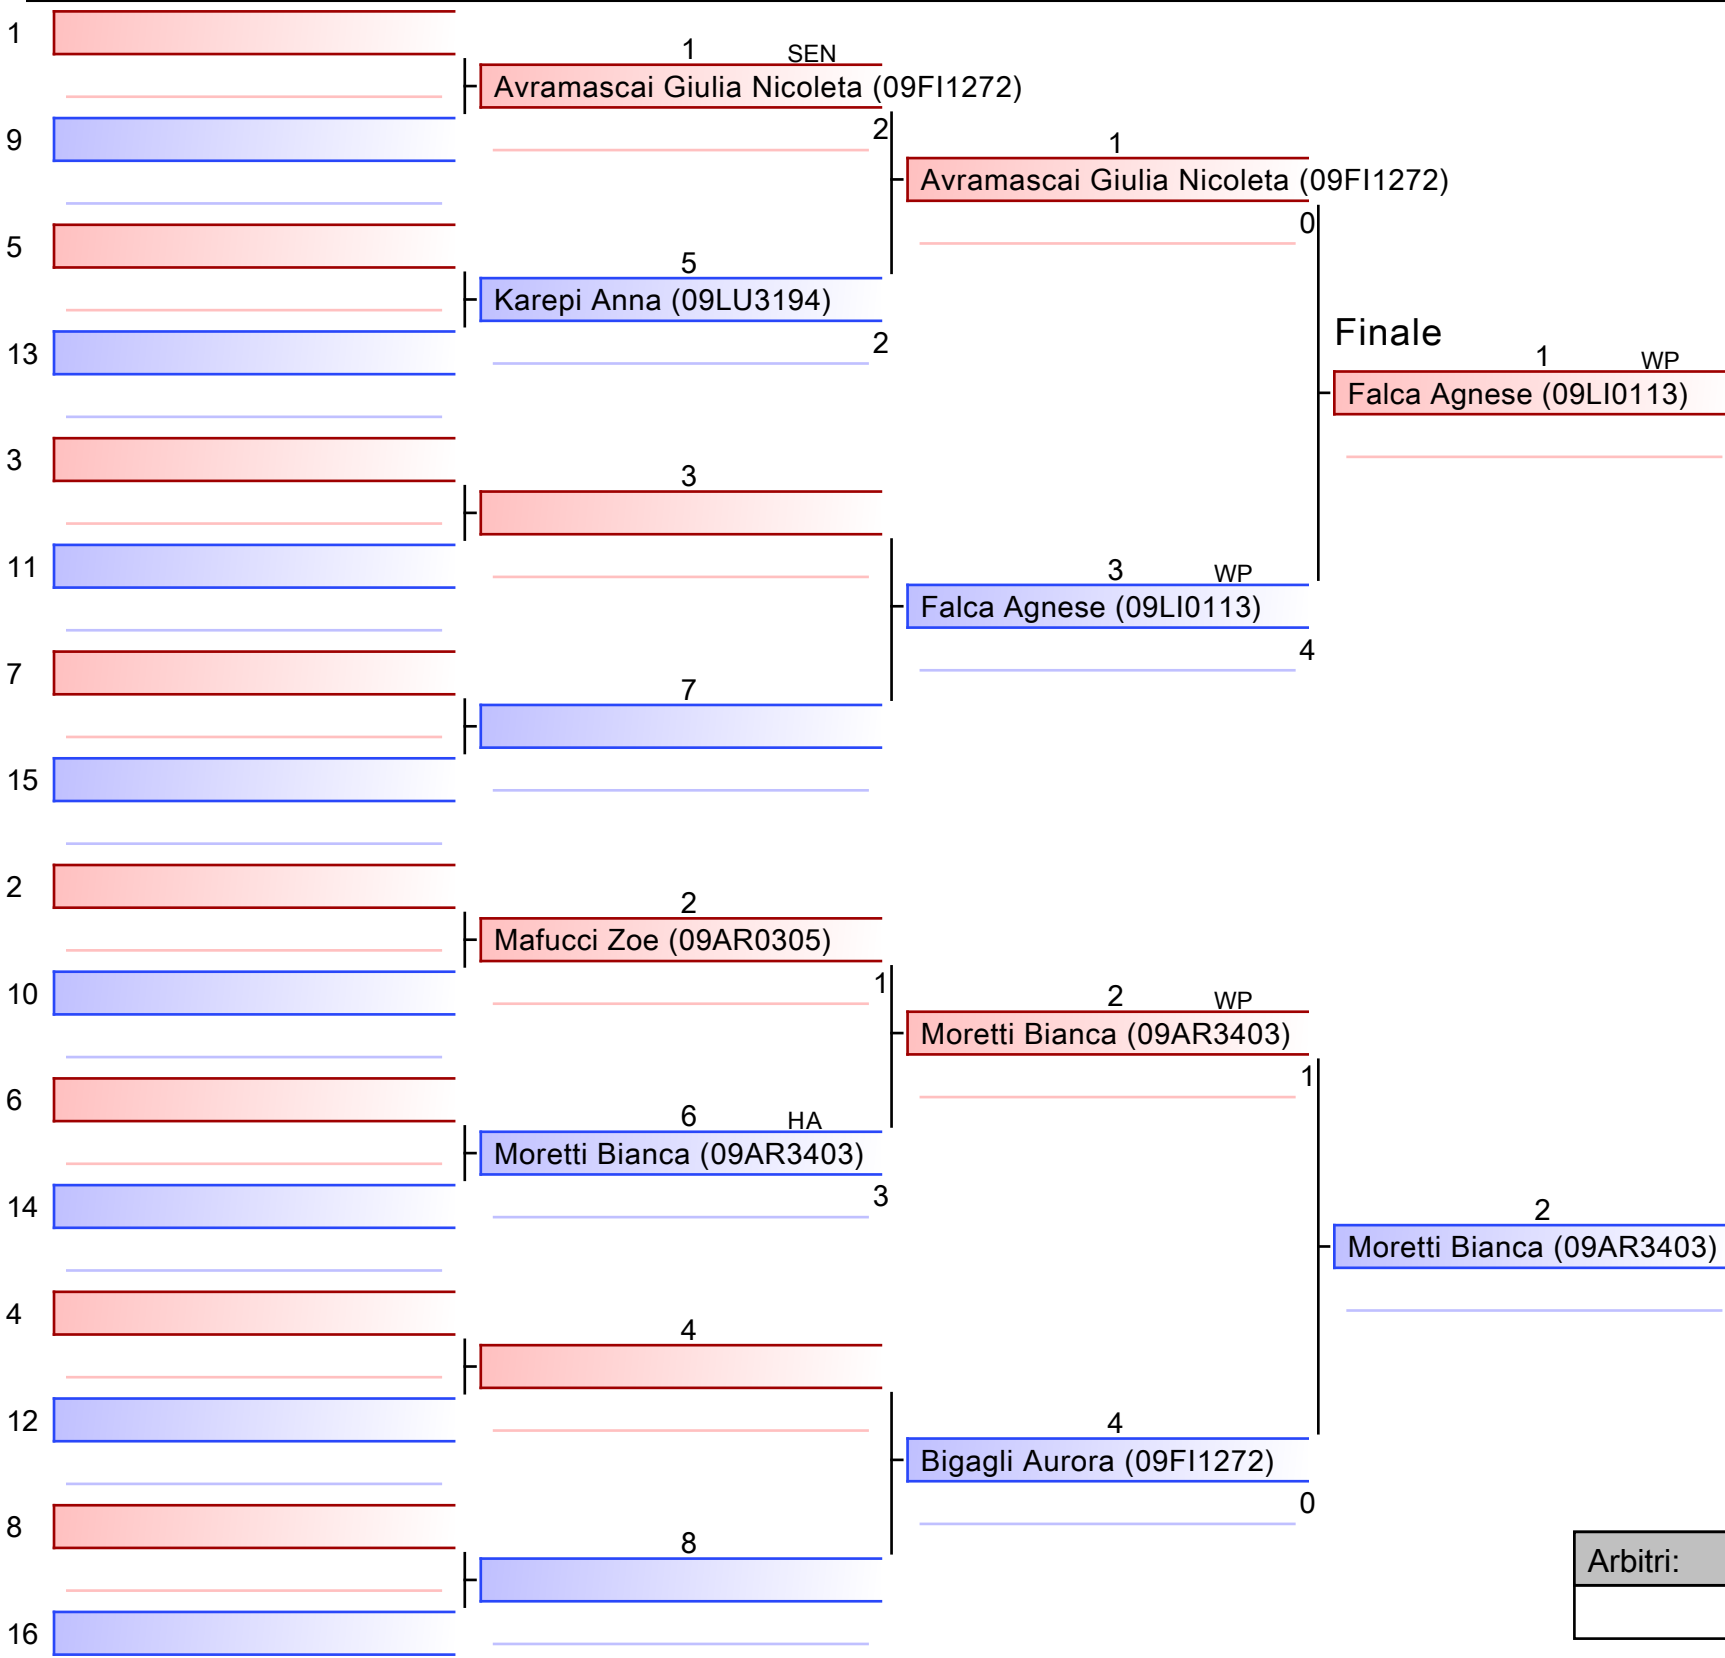 1
1 SEN
Avramascai Giulia Nicoleta (09FI1272)
2
9
1
Avramascai Giulia Nicoleta (09FI1272)
0
5
5
Karepi Anna (09LU3194)
2
13
Finale
1 WP
Falca Agnese (09LI0113)
3
3
11
3 WP
Falca Agnese (09LI0113)
4
7
7
15
2
2
Mafucci Zoe (09AR0305)
1
10
2 WP
Moretti Bianca (09AR3403)
1
6
6 HA
Moretti Bianca (09AR3403)
3
14
2
Moretti Bianca (09AR3403)
4
4
12
4
Bigagli Aurora (09FI1272)
0
8
8
Arbitri:
16